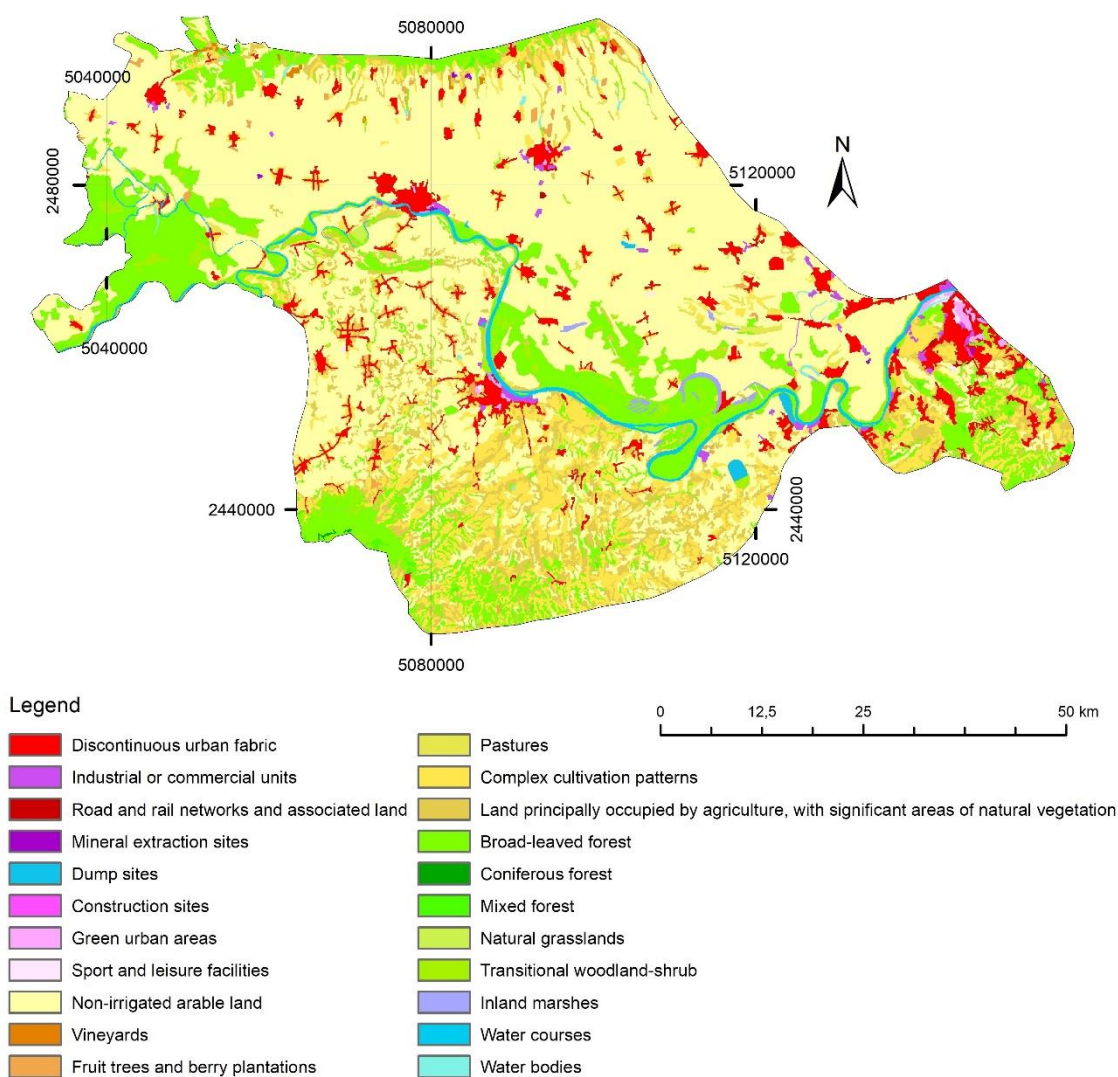 5080000
5040000
N
2480000
5120000
5040000
2440000
2440000
5120000
5080000
Legend
0 12,5 25 50 km
Discontinuous urban fabric
Industrial or commercial units
Road and rail networks and associated land
Mineral extraction sites
Dump sites
Construction sites
Green urban areas
Sport and leisure facilities
Non-irrigated arable land
Vineyards
Fruit trees and berry plantations
Pastures
Complex cultivation patterns
Land principally occupied by agriculture, with significant areas of natural vegetation
Broad-leaved forest
Coniferous forest
Mixed forest
Natural grasslands
Transitional woodland-shrub
Inland marshes
Water courses
Water bodies